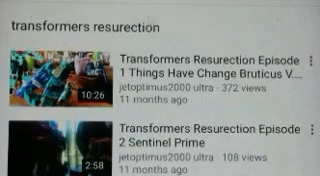 transformers resurection
Transformers Resurection Episode
1 Things Have Change Bruticus V....
jetoptimus2000 ultra · 372 views
11 months ago
10:26
Transformers Resurection Episode
2 Sentinel Prime
jetoptimus2000 ultra · 108 views
11 months ago
2:58